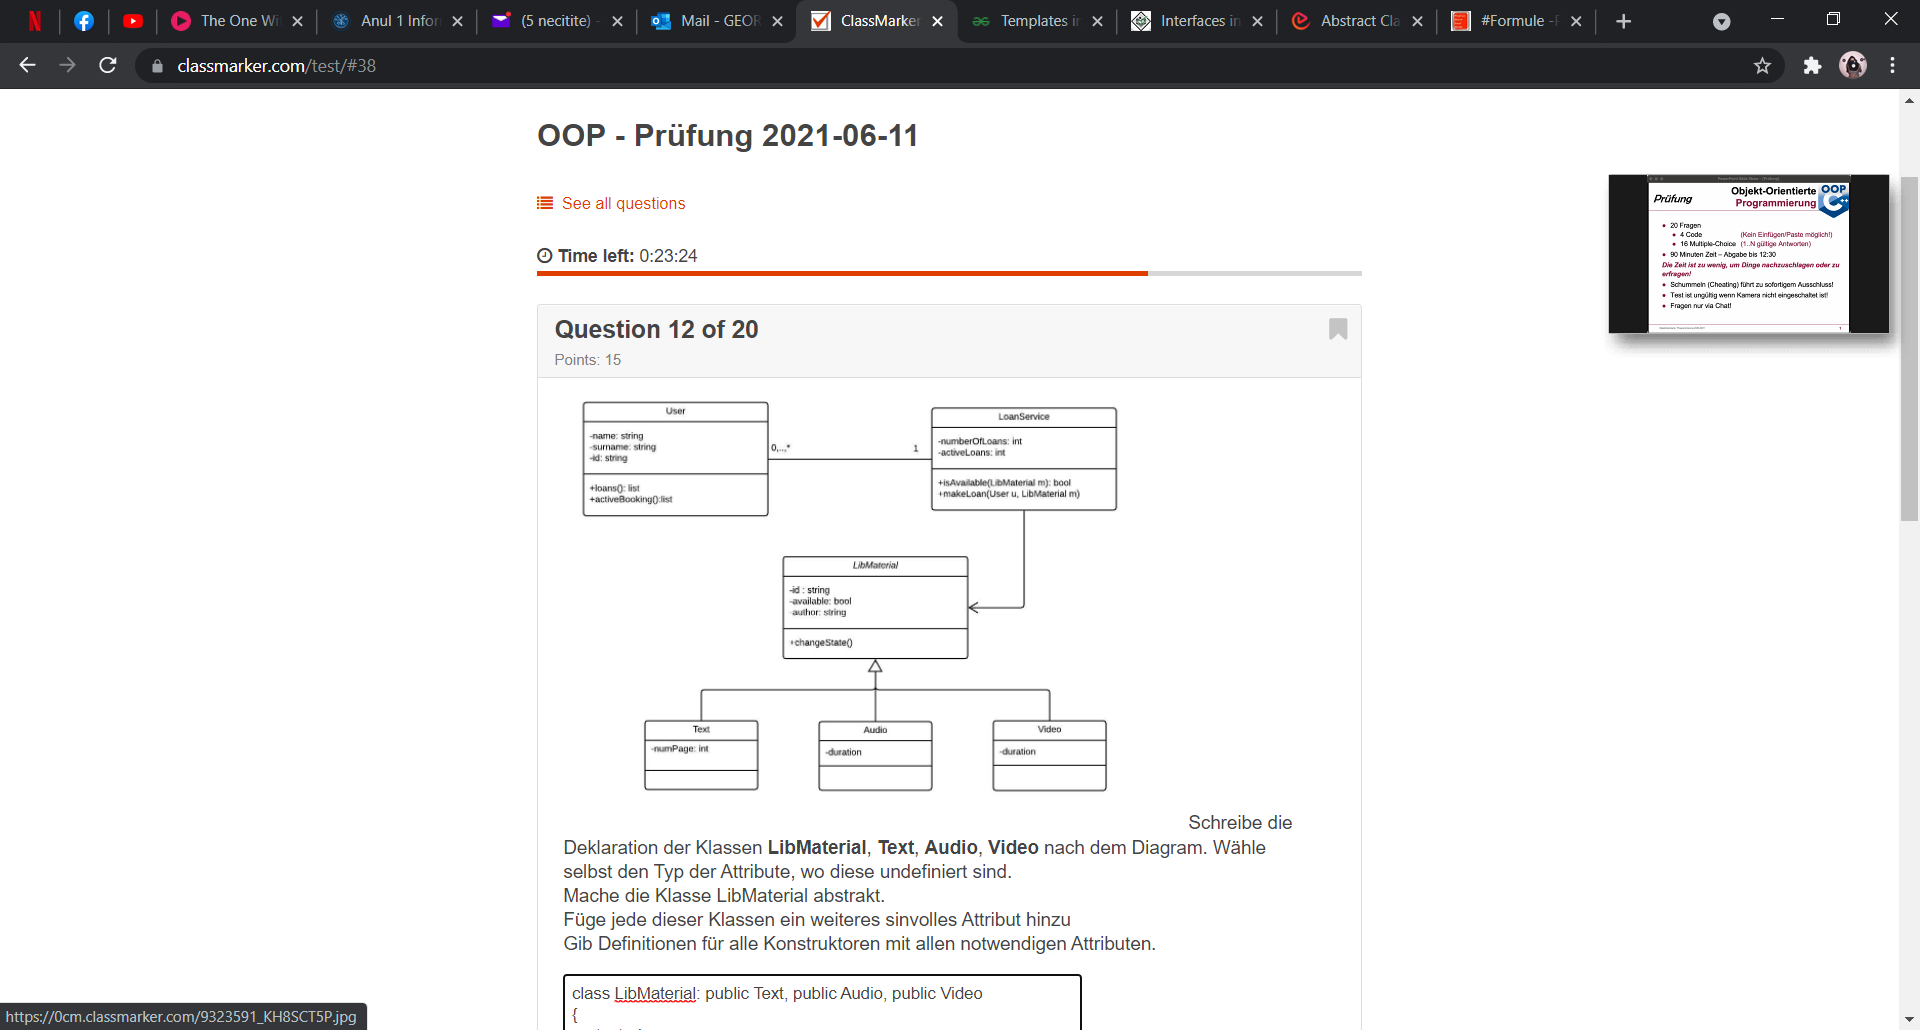 The One Wi
Anul 1 Infor
(5 necitite) -
Mail - GEOR
ClassMarker
Templates in
Interfaces in
Abstract Cla
#Formule -
classmarker.com/test/#38
OOP - Prüfung 2021-06-11
See all questions
Time left: 0:23:24
Prüfung
Objekt-Orientierte
Programmierung
OOP
C++
20 Fragen
4 Code (Kein Einfügen/Paste möglich!)
16 Multiple-Choice (1..N gültige Antworten)
90 Minuten Zeit – Abgabe bis 12:30
Die Zeit ist zu wenig, um Dinge nachzuschlagen oder zu
erfragen!
Schummeln (Cheating) führt zu sofortigem Ausschluss!
Test ist ungültig wenn Kamera nicht eingeschaltet ist!
Fragen nur via Chat!
1
Question 12 of 20
Points: 15
User
-name: string
-surname: string
-id: string
+loans(): list
+activeBooking():list
0,..,*
1
LoanService
-numberOfLoans: int
-activeLoans: int
+isAvailable(LibMaterial m): bool
+makeLoan(User u, LibMaterial m)
LibMaterial
-id : string
-available: bool
-author: string
+changeState()
Text
-numPage: int
Audio
-duration
Video
-duration
Schreibe die
Deklaration der Klassen LibMaterial, Text, Audio, Video nach dem Diagram. Wähle
selbst den Typ der Attribute, wo diese undefiniert sind.
Mache die Klasse LibMaterial abstrakt.
Füge jede dieser Klassen ein weiteres sinvolles Attribut hinzu
Gib Definitionen für alle Konstruktoren mit allen notwendigen Attributen.
class LibMaterial: public Text, public Audio, public Video
{
https://0cm.classmarker.com/9323591_KH8SCT5P.jpg